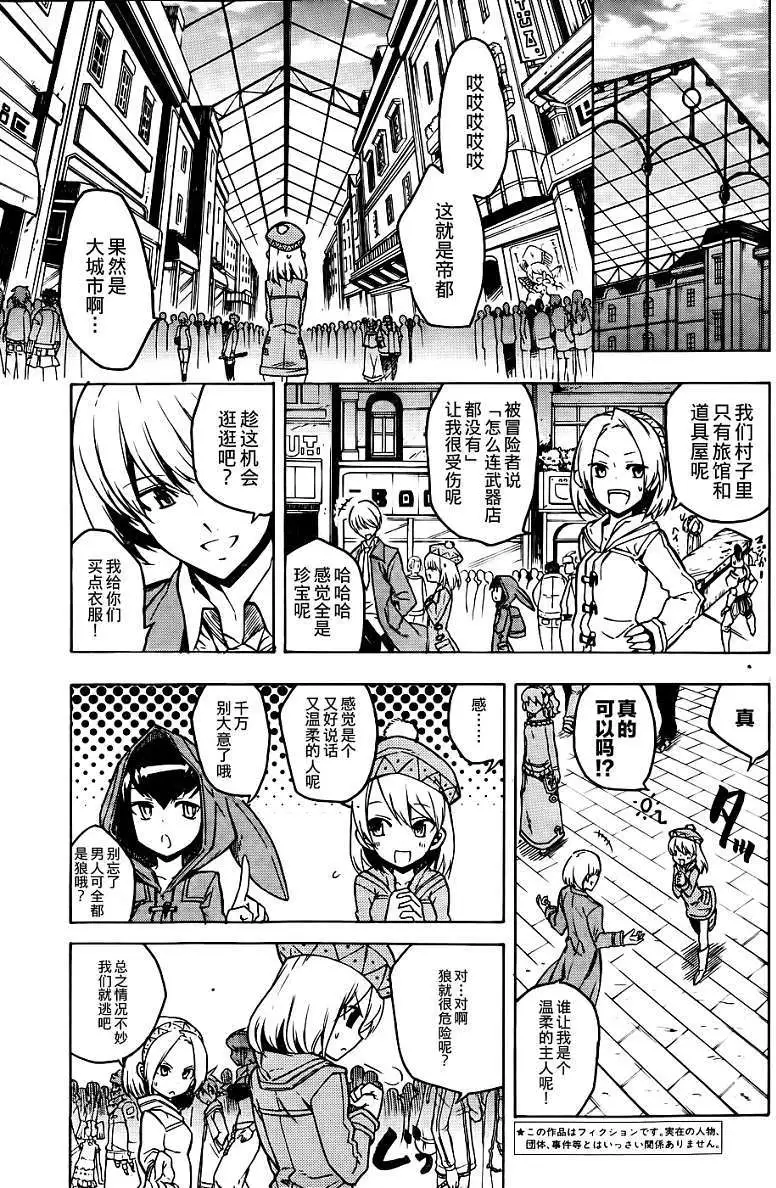 哎哎哎哎哎
这就是帝都
果然是
大城市啊…
我们村子里
只有旅馆和
道具屋呢
被冒险者说
「怎么连武器店
都没有」
让我很受伤呢
哈哈哈
感觉全是
珍宝呢
趁这机会
逛逛吧？
我给你们
买点衣服！
真
真的
可以吗!?
谁让我是个
温柔的主人呢！
★この作品はフィクションです。実在の人物、
団体、事件等とはいっさい関係ありません。
感……
感觉是个
又好说话
又温柔的人呢
千万
别大意了哦
别忘了
男人可全都
是狼哦？
对…对啊
狼就很危险呢？
总之情况不妙
我们就逃吧